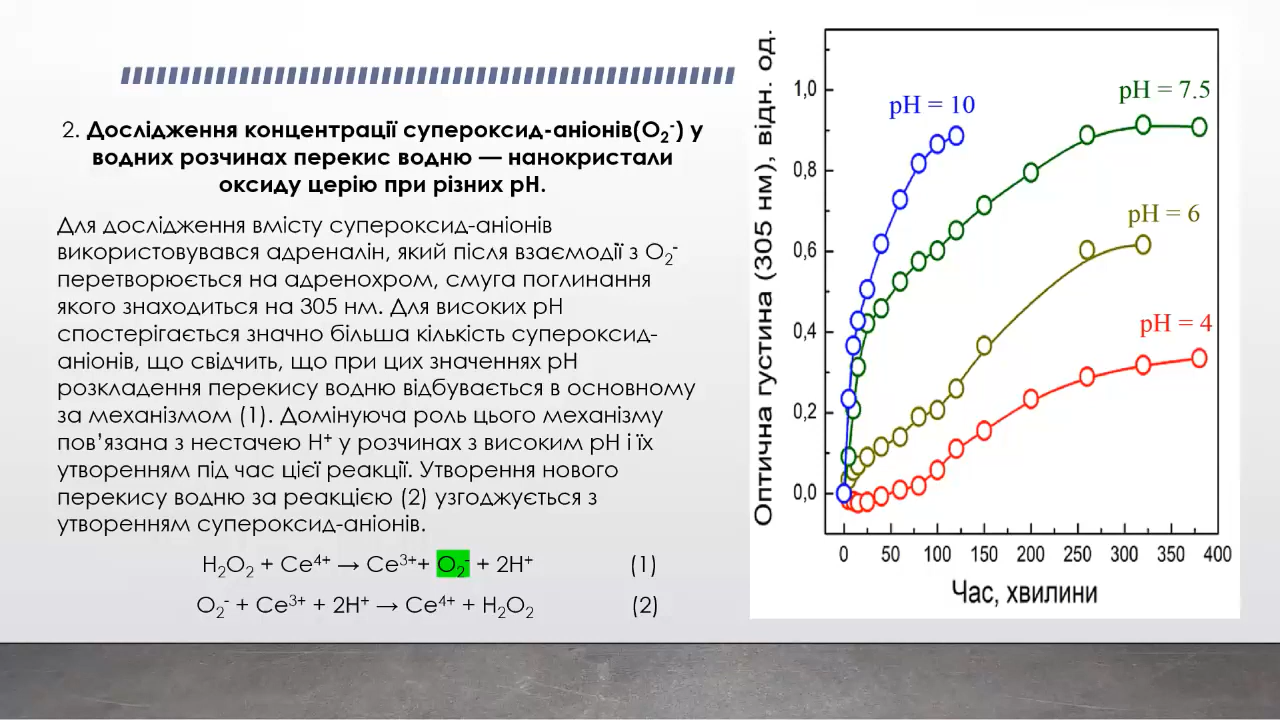 2. Дослідження концентрації супероксид-аніонів(O₂⁻) у
водних розчинах перекис водню — нанокристали
оксиду церію при різних pH.
Для дослідження вмісту супероксид-аніонів
використовувався адреналін, який після взаємодії з O₂⁻
перетворюється на адренохром, смуга поглинання
якого знаходиться на 305 нм. Для високих pH
спостерігається значно більша кількість супероксид-
аніонів, що свідчить, що при цих значеннях pH
розкладення перекису водню відбувається в основному
за механізмом (1). Домінуюча роль цього механізму
пов’язана з нестачею H⁺ у розчинах з високим pH і їх
утворенням під час цієї реакції. Утворення нового
перекису водню за реакцією (2) узгоджується з
утворенням супероксид-аніонів.
H₂O₂ + Ce⁴⁺ → Ce³⁺+ O₂⁻ + 2H⁺ (1)
O₂⁻ + Ce³⁺ + 2H⁺ → Ce⁴⁺ + H₂O₂ (2)
Оптична густина (305 нм), відн. од.
1,0
0,8
0,6
0,4
0,2
0,0
pH = 10
pH = 7.5
pH = 6
pH = 4
0 50 100 150 200 250 300 350 400
Час, хвилини